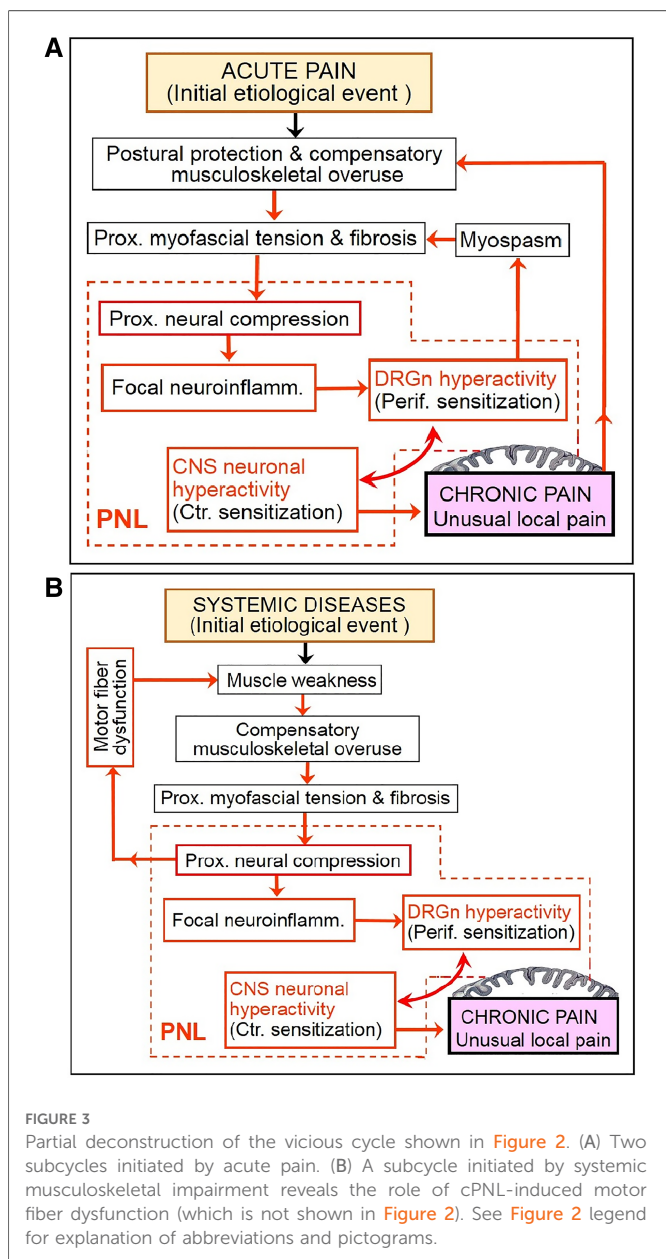 A
ACUTE PAIN
(Initial etiological event )
Postural protection & compensatory
musculoskeletal overuse
Prox. myofascial tension & fibrosis
Myospasm
Prox. neural compression
Focal neuroinflamm.
DRGn hyperactivity
(Perif. sensitization)
CNS neuronal
hyperactivity
(Ctr. sensitization)
PNL
CHRONIC PAIN
Unusual local pain
B
SYSTEMIC DISEASES
(Initial etiological event )
Motor fiber
dysfunction
Muscle weakness
Compensatory
musculoskeletal overuse
Prox. myofascial tension & fibrosis
Prox. neural compression
Focal neuroinflamm.
DRGn hyperactivity
(Perif. sensitization)
CNS neuronal
hyperactivity
(Ctr. sensitization)
PNL
CHRONIC PAIN
Unusual local pain
FIGURE 3
Partial deconstruction of the vicious cycle shown in Figure 2. (A) Two
subcycles initiated by acute pain. (B) A subcycle initiated by systemic
musculoskeletal impairment reveals the role of cPNL-induced motor
fiber dysfunction (which is not shown in Figure 2). See Figure 2 legend
for explanation of abbreviations and pictograms.